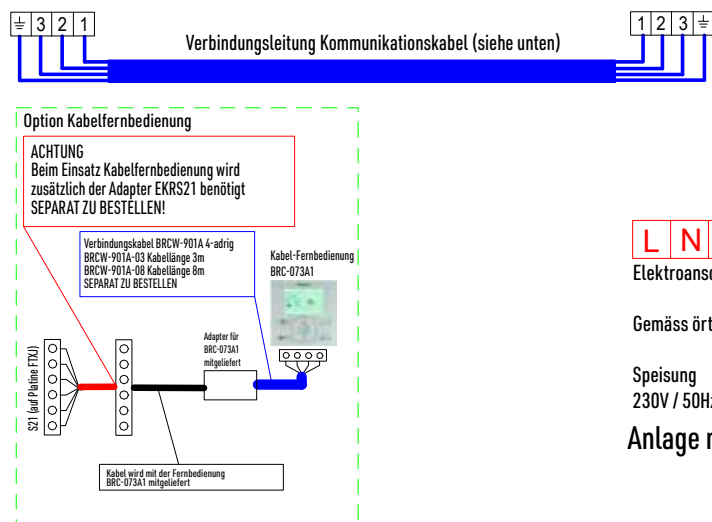 ⏚ 3 2 1
1 2 3 ⏚
Verbindungsleitung Kommunikationskabel (siehe unten)
Option Kabelfernbedienung
ACHTUNG
Beim Einsatz Kabelfernbedienung wird
zusätzlich der Adapter EKRS21 benötigt
SEPARAT ZU BESTELLEN!
Verbindungskabel BRCW-901A 4-adrig
BRCW-901A-03 Kabellänge 3m
BRCW-901A-08 Kabellänge 8m
SEPARAT ZU BESTELLEN
Kabel-Fernbedienung
BRC-073A1
Adapter für
BRC-073A1
mitgeliefert
S21 (auf Platine FTXJ)
Kabel wird mit der Fernbedienung
BRC-073A1 mitgeliefert
L N
Elektroansc
Gemäss ört
Speisung
230V / 50Hz
Anlage